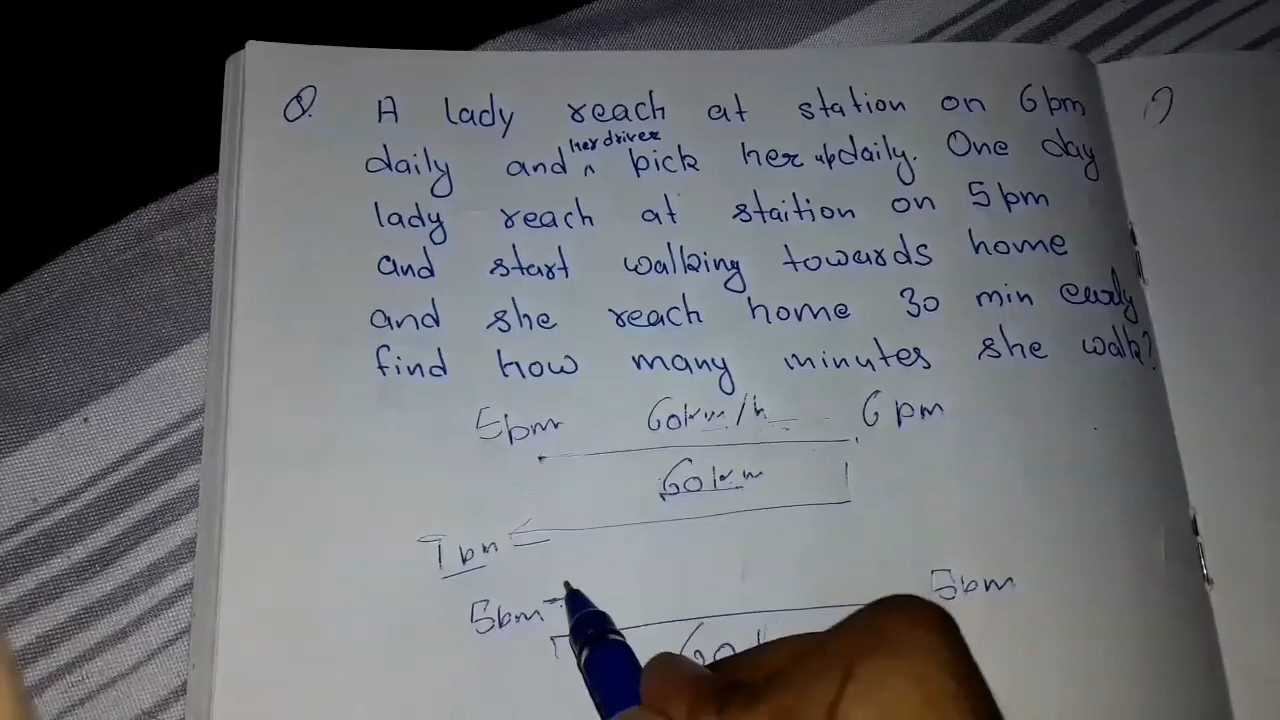 Q. A lady reach at station on 6pm
daily and her driver pick her up daily. One day
lady reach at staition on 5pm
and start walking towards home
and she reach home 30 min early
find how many minutes she walk?
5pm 60km/h 6pm
60km
7pm
5pm 5pm
60k